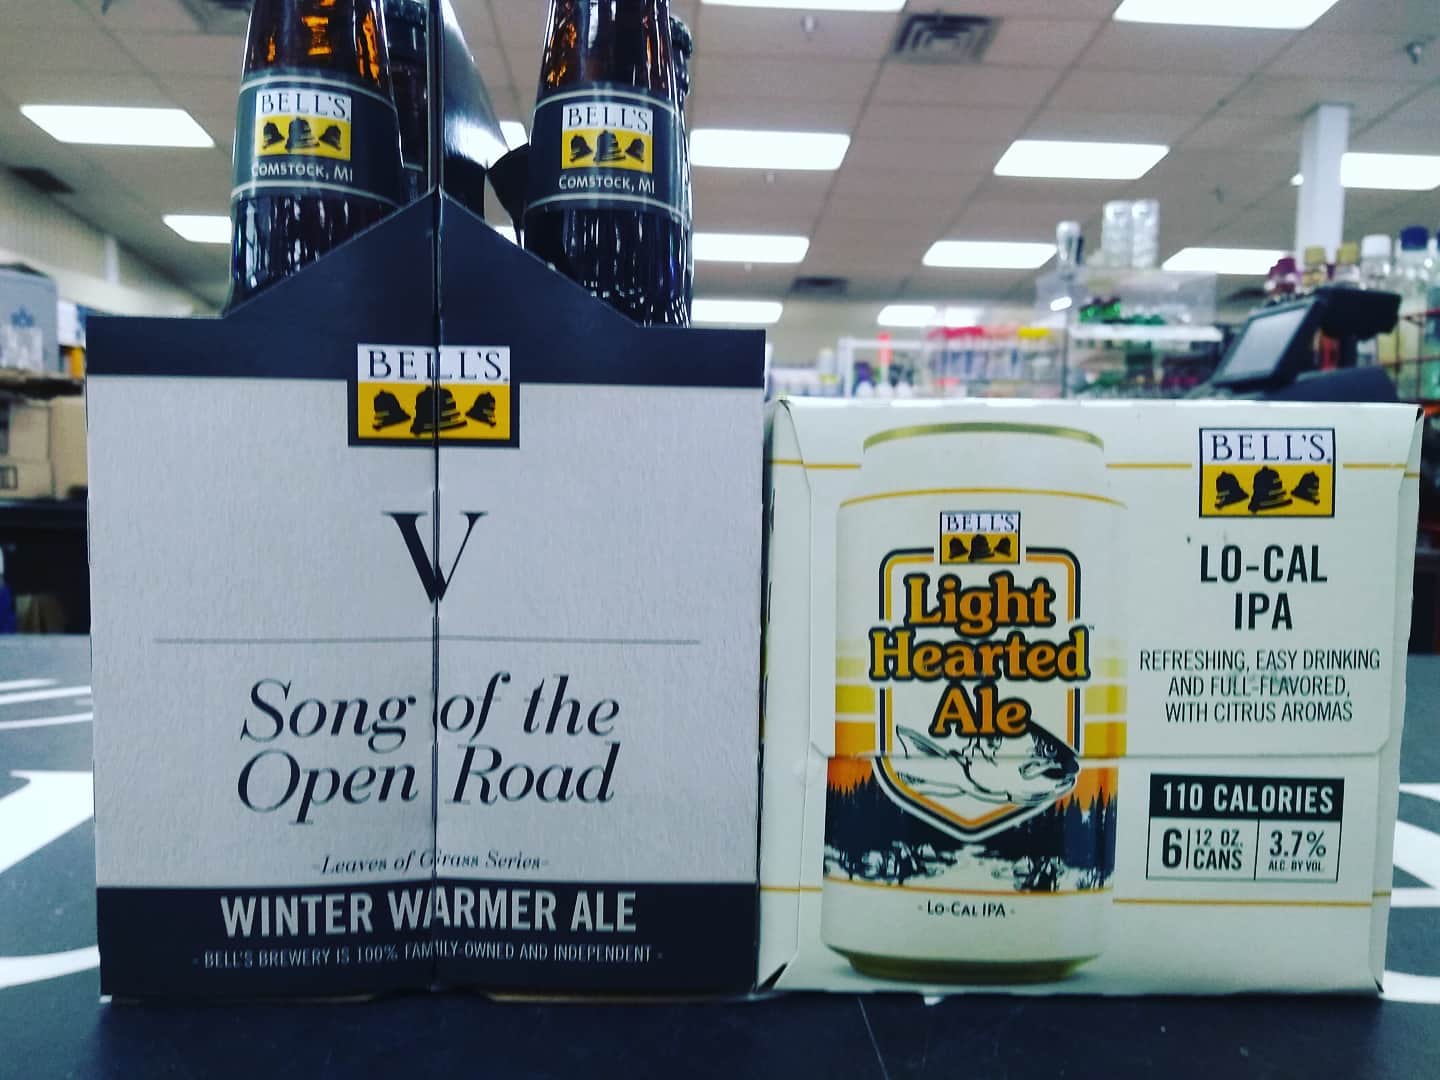 BELL'S
COMSTOCK, MI
BELL'S
COMSTOCK, MI
BELL'S
V
Song of the
Open Road
-Leaves of Grass Series-
WINTER WARMER ALE
- BELL'S BREWERY IS 100% FAMILY-OWNED AND INDEPENDENT -
BELL'S
Light
Hearted
Ale
- LO-CAL IPA -
BELL'S
LO-CAL
IPA
REFRESHING, EASY DRINKING
AND FULL-FLAVORED,
WITH CITRUS AROMAS
110 CALORIES
6 12 OZ. CANS
3.7%
ALC. BY VOL.